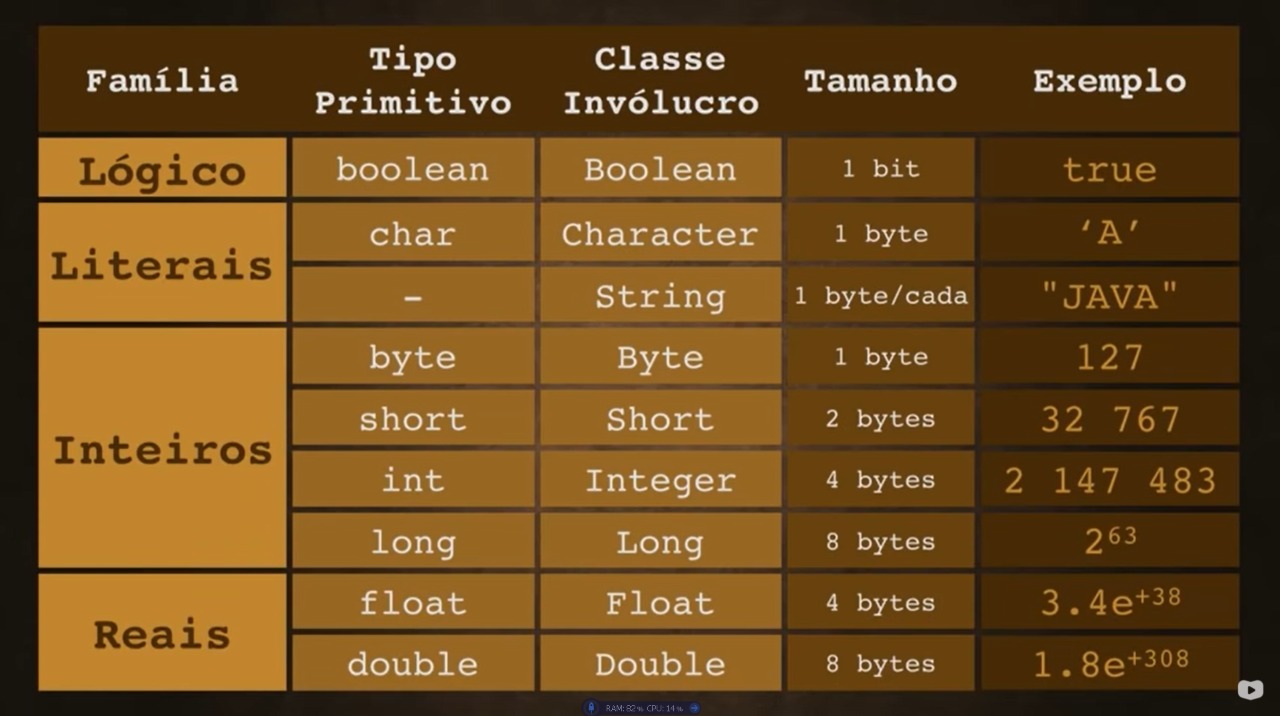 Família
Tipo Primitivo
Classe Invólucro
Tamanho
Exemplo
Lógico
boolean
Boolean
1 bit
true
Literais
char
Character
1 byte
‘A’
–
String
1 byte/cada
"JAVA"
Inteiros
byte
Byte
1 byte
127
short
Short
2 bytes
32 767
int
Integer
4 bytes
2 147 483
long
Long
8 bytes
2⁶³
Reais
float
Float
4 bytes
3.4e⁺³⁸
double
Double
8 bytes
1.8e⁺³⁰⁸
RAM: 82% CPU: 14%